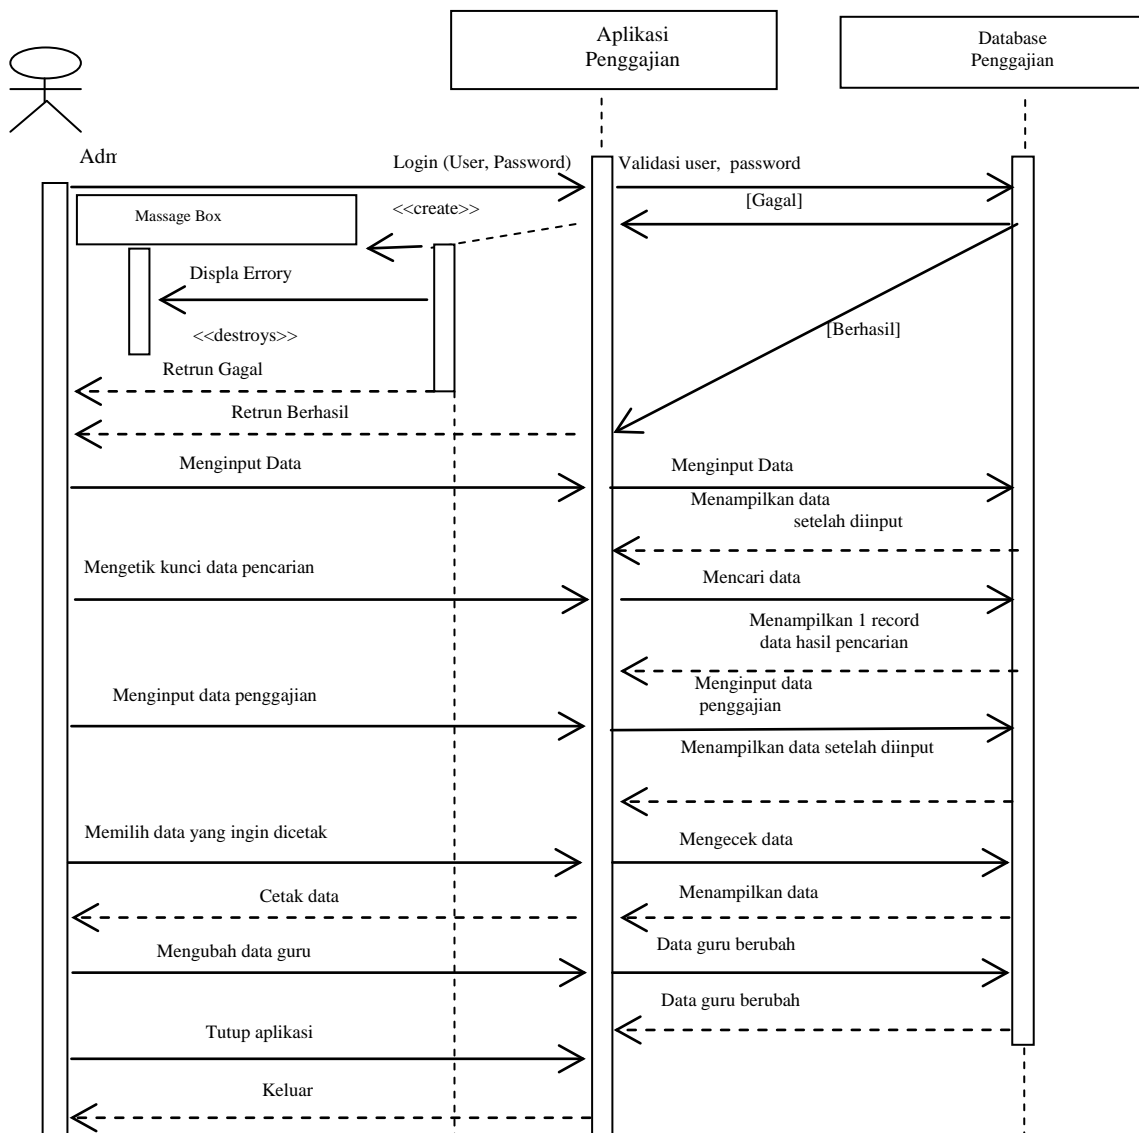 Aplikasi
Penggajian
Database
Penggajian
Login (User, Password)
Validasi user, password
[Gagal]
<<create>>
Massage Box
Displa Errory
<<destroys>>
[Berhasil]
Retrun Gagal
Retrun Berhasil
Menginput Data
Menginput Data
Menampilkan data
setelah diinput
Mengetik kunci data pencarian
Mencari data
Menampilkan 1 record
data hasil pencarian
Menginput data penggajian
Menginput data
penggajian
Menampilkan data setelah diinput
Memilih data yang ingin dicetak
Mengecek data
Cetak data
Menampilkan data
Mengubah data guru
Data guru berubah
Data guru berubah
Tutup aplikasi
Keluar